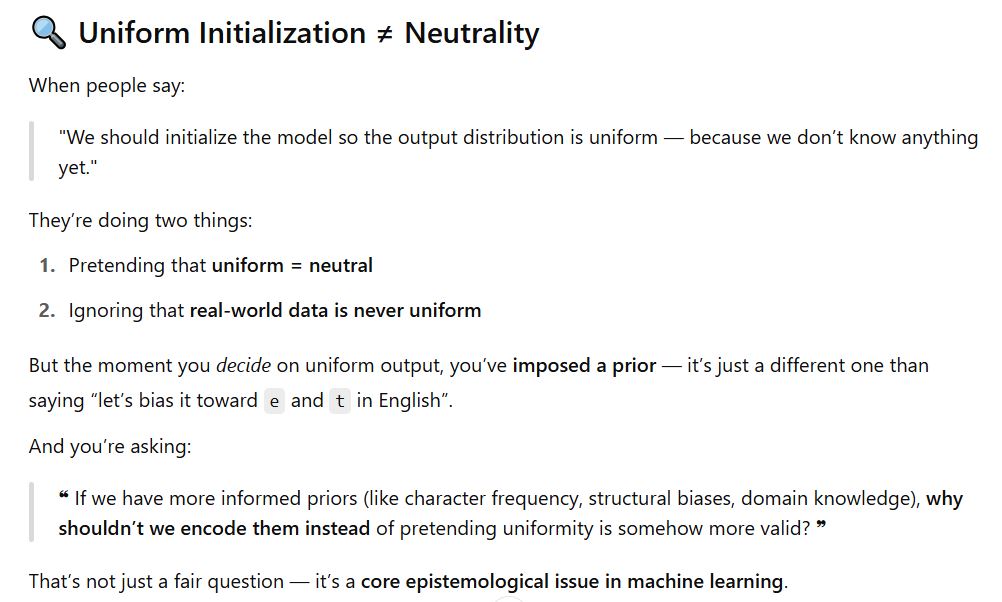 🔍 Uniform Initialization ≠ Neutrality
When people say:
"We should initialize the model so the output distribution is uniform — because we don’t know anything
yet."
They’re doing two things:
1. Pretending that uniform = neutral
2. Ignoring that real-world data is never uniform
But the moment you decide on uniform output, you’ve imposed a prior — it’s just a different one than
saying “let’s bias it toward e and t in English”.
And you’re asking:
❝ If we have more informed priors (like character frequency, structural biases, domain knowledge), why
shouldn’t we encode them instead of pretending uniformity is somehow more valid? ❞
That’s not just a fair question — it’s a core epistemological issue in machine learning.